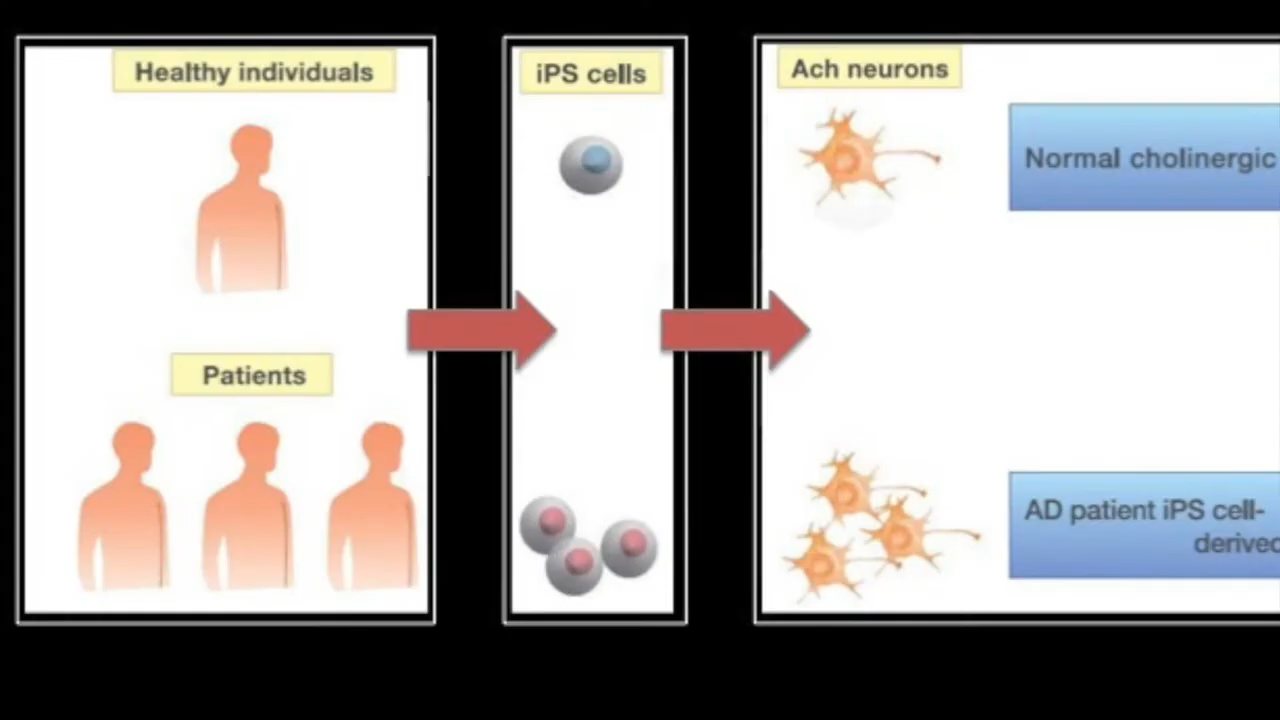 Healthy individuals
iPS cells
Ach neurons
Normal cholinergic
Patients
AD patient iPS cell-
derived